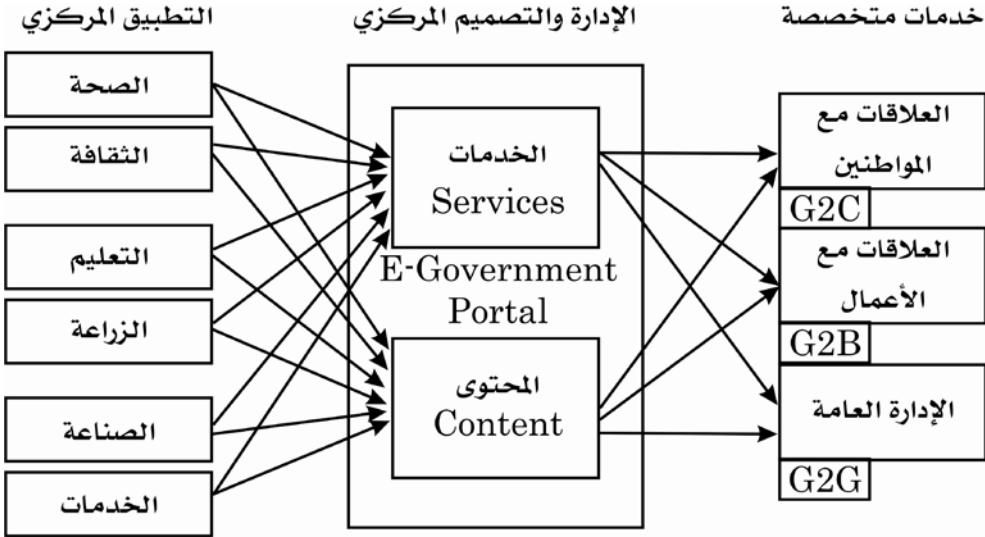 خدمات متخصصة
الإدارة والتصميم المركزي
التطبيق المركزي
العلاقات مع
المواطنين
G2C
العلاقات مع
الأعمال
G2B
الإدارة العامة
G2G
الخدمات
Services
E-Government
Portal
المحتوى
Content
الصحة
الثقافة
التعليم
الزراعة
الصناعة
الخدمات